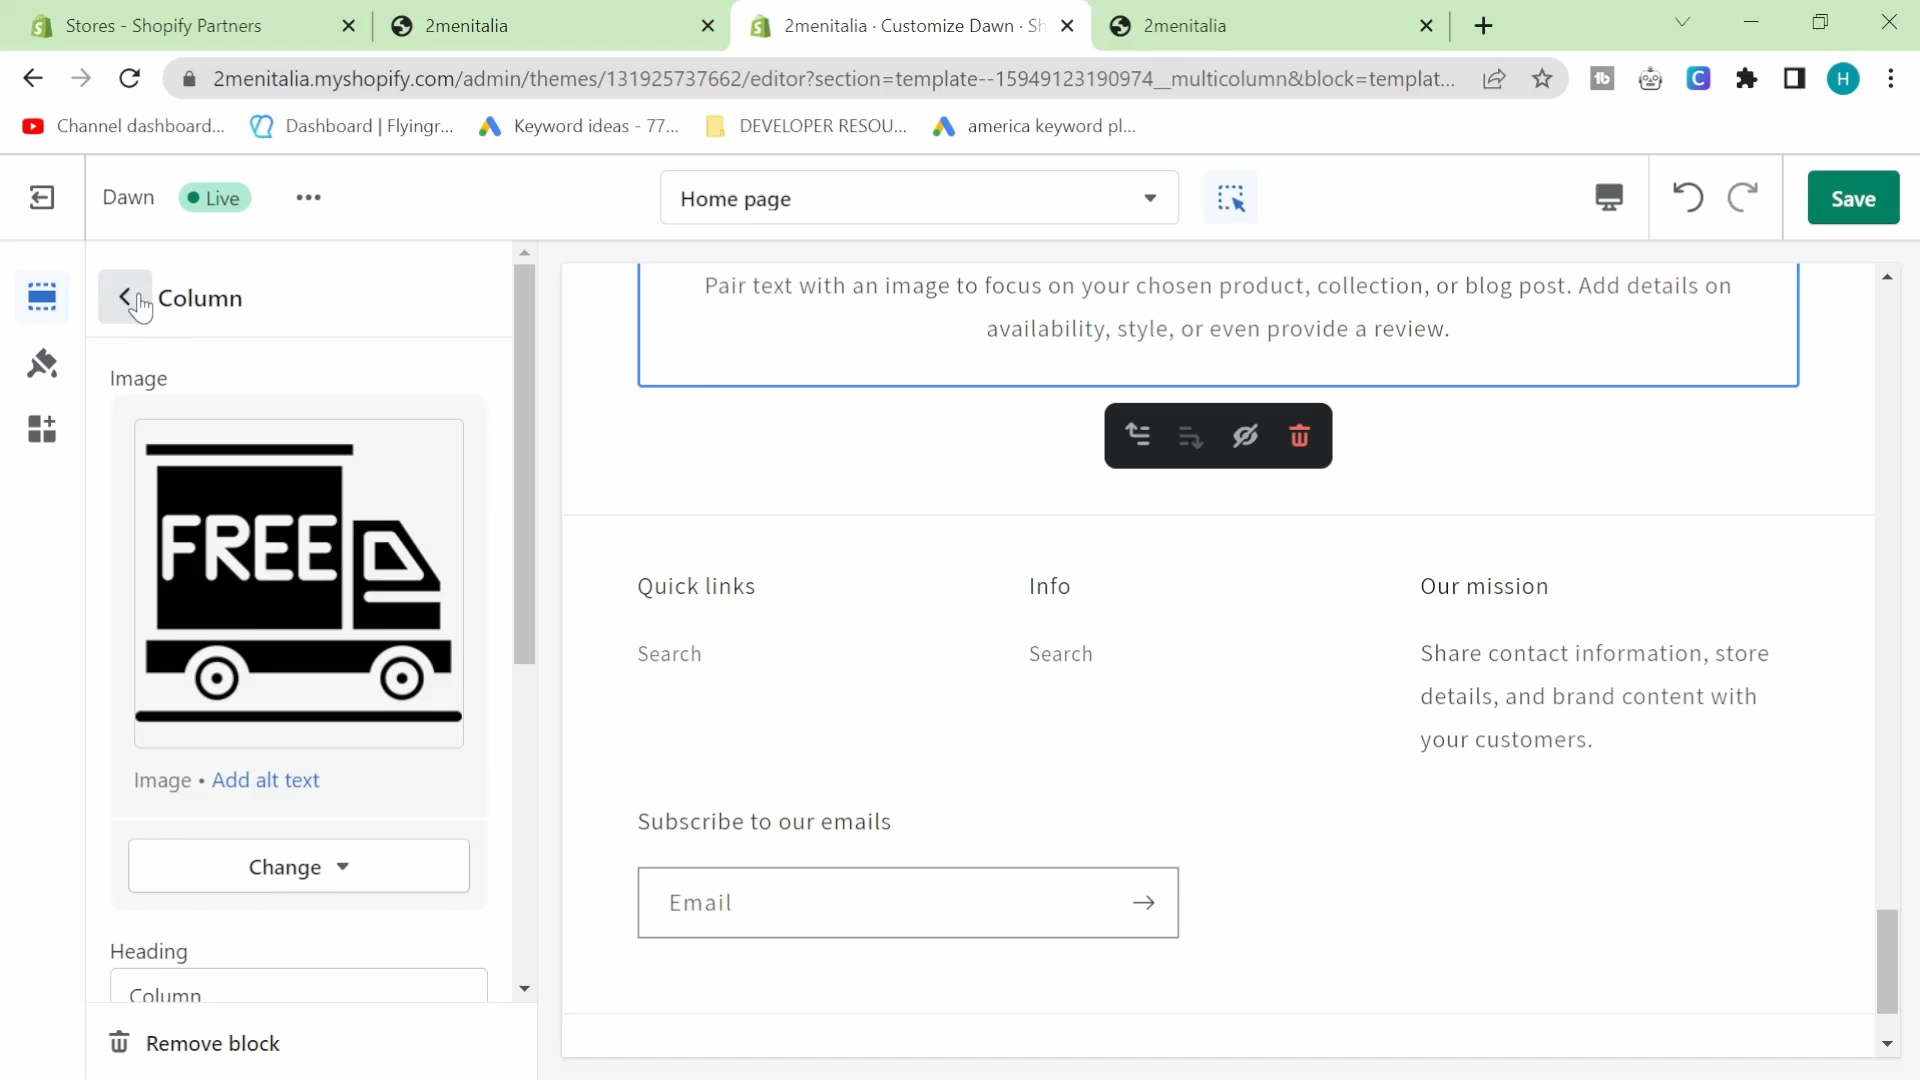 Stores - Shopify Partners
2menitalia
2menitalia · Customize Dawn · Sh
2menitalia
2menitalia.myshopify.com/admin/themes/131925737662/editor?section=template--15949123190974__multicolumn&block=templat...
tb
C
H
Channel dashboard...
Dashboard | Flyingr...
Keyword ideas - 77...
DEVELOPER RESOU...
america keyword pl...
Dawn
Live
Home page
Save
Column
Image
FREE
Image • Add alt text
Change
Heading
Column
Remove block
Pair text with an image to focus on your chosen product, collection, or blog post. Add details on
availability, style, or even provide a review.
Quick links
Info
Our mission
Search
Search
Share contact information, store
details, and brand content with
your customers.
Subscribe to our emails
Email